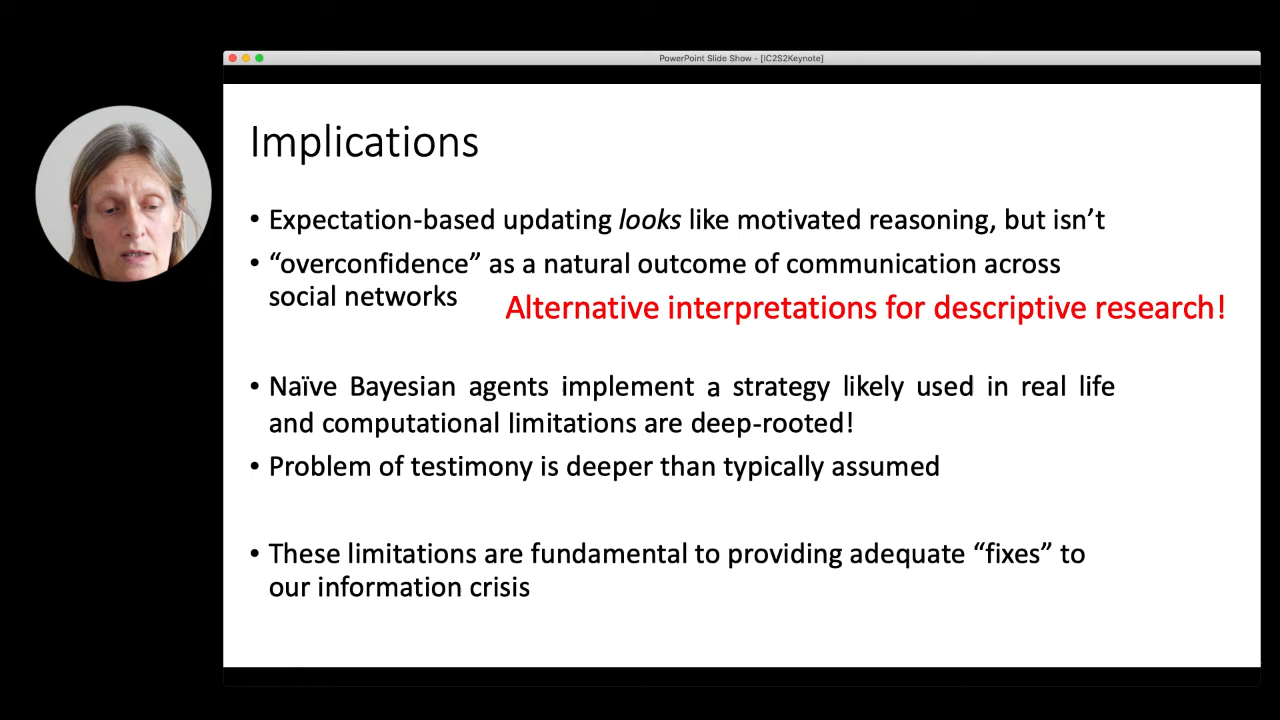 PowerPoint Slide Show - [IC2S2Keynote]
Implications
• Expectation-based updating looks like motivated reasoning, but isn’t
• “overconfidence” as a natural outcome of communication across
social networks
Alternative interpretations for descriptive research!
• Naïve Bayesian agents implement a strategy likely used in real life
and computational limitations are deep-rooted!
• Problem of testimony is deeper than typically assumed
• These limitations are fundamental to providing adequate “fixes” to
our information crisis